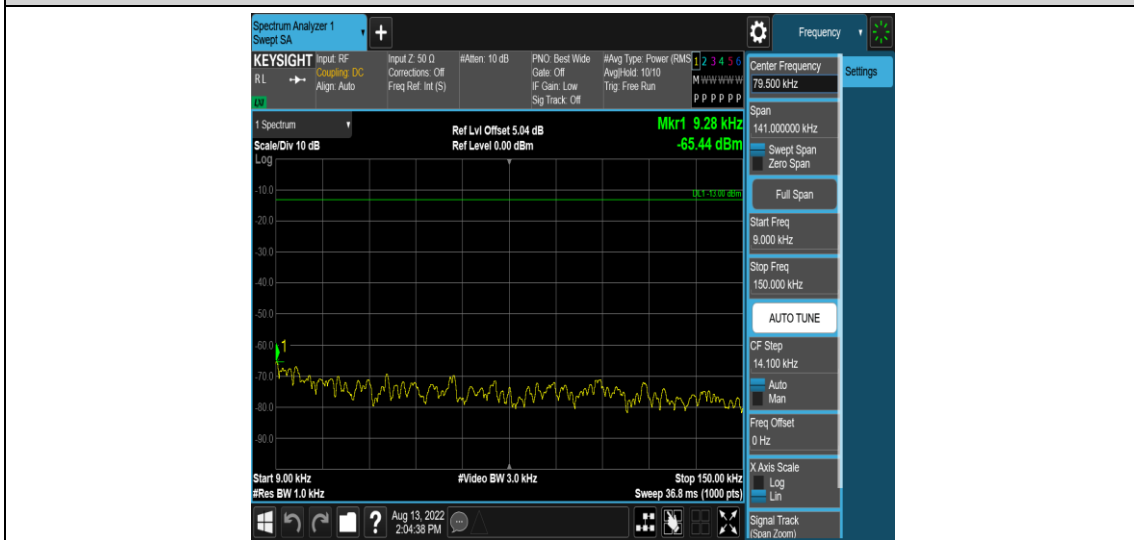 Spectrum Analyzer 1
Swept SA
+
Frequency
KEYSIGHT
RL
LM
Input: RF
Coupling: DC
Align: Auto
Input Z: 50 Ω
Corrections: Off
Freq Ref: Int (S)
#Atten: 10 dB
PNO: Best Wide
Gate: Off
IF Gain: Low
Sig Track: Off
#Avg Type: Power (RMS
Avg|Hold: 10/10
Trig: Free Run
1 2 3 4 5 6
M W W W W W
P P P P P P
1 Spectrum
Scale/Div 10 dB
Log
Ref Lvl Offset 5.04 dB
Ref Level 0.00 dBm
Mkr1 9.28 kHz
-65.44 dBm
DL1 -13.00 dBm
-10.0
-20.0
-30.0
-40.0
-50.0
-60.0
1
-70.0
-80.0
-90.0
Start 9.00 kHz
#Res BW 1.0 kHz
#Video BW 3.0 kHz
Stop 150.00 kHz
Sweep 36.8 ms (1000 pts)
Center Frequency
79.500 kHz
Settings
Span
141.000000 kHz
Swept Span
Zero Span
Full Span
Start Freq
9.000 kHz
Stop Freq
150.000 kHz
AUTO TUNE
CF Step
14.100 kHz
Auto
Man
Freq Offset
0 Hz
X Axis Scale
Log
Lin
Signal Track
(Span Zoom)
?
Aug 13, 2022
2:04:38 PM